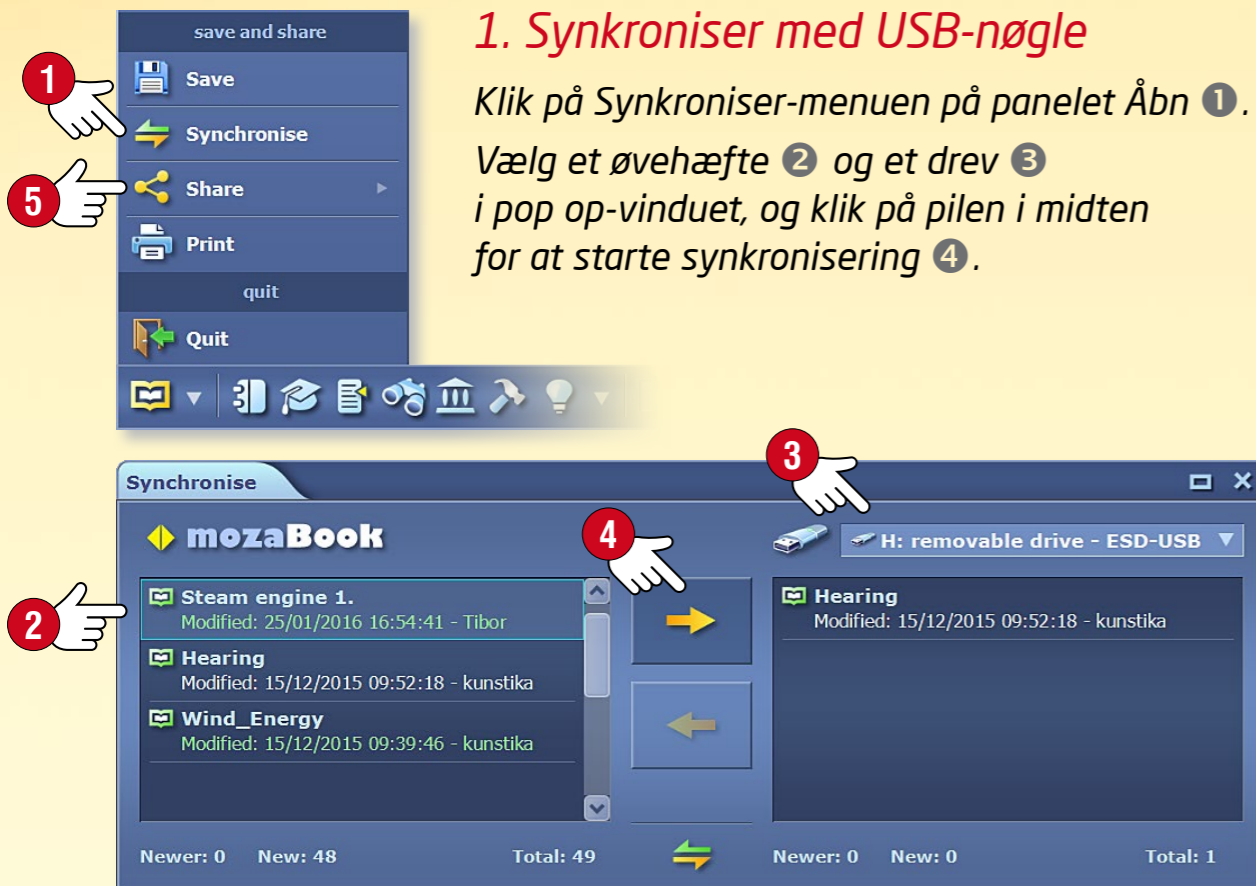 save and share
1
Save
Synchronise
5
Share
Print
quit
Quit
1. Synkroniser med USB-nøgle
Klik på Synkroniser-menuen på panelet Åbn ❶.
Vælg et øvehæfte ❷ og et drev ❸
i pop op-vinduet, og klik på pilen i midten
for at starte synkronisering ❹.
Synchronise
3
mozaBook
4
H: removable drive - ESD-USB
2
Steam engine 1.
Modified: 25/01/2016 16:54:41 - Tibor
Hearing
Modified: 15/12/2015 09:52:18 - kunstika
Wind_Energy
Modified: 15/12/2015 09:39:46 - kunstika
Hearing
Modified: 15/12/2015 09:52:18 - kunstika
Newer: 0 New: 48 Total: 49
Newer: 0 New: 0 Total: 1